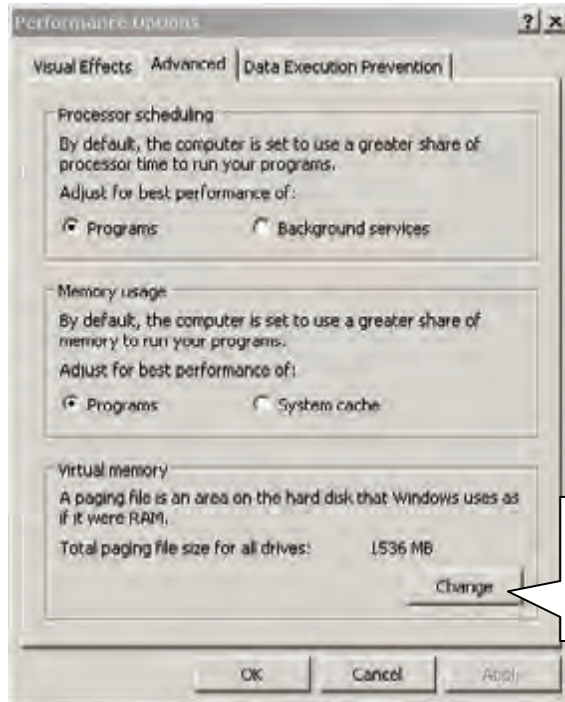 Performance Options
? x
Visual Effects Advanced Data Execution Prevention
Processor scheduling
By default, the computer is set to use a greater share of
processor time to run your programs.
Adjust for best performance of:
Programs Background services
Memory usage
By default, the computer is set to use a greater share of
memory to run your programs.
Adjust for best performance of:
Programs System cache
Virtual memory
A paging file is an area on the hard disk that Windows uses as
if it were RAM.
Total paging file size for all drives: 1536 MB
Change
OK Cancel Apply